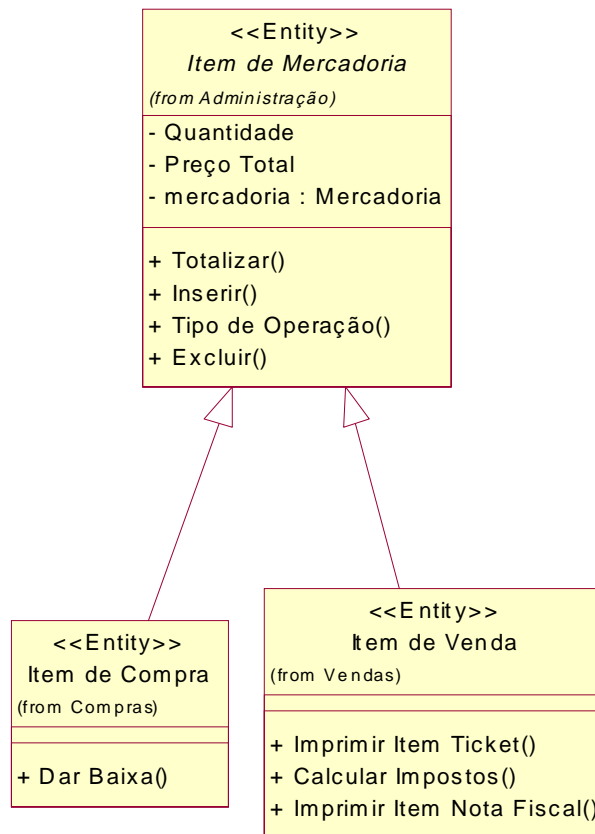 <<Entity>>
Item de Mercadoria
(from Administração)
- Quantidade
- Preço Total
- mercadoria : Mercadoria
+ Totalizar()
+ Inserir()
+ Tipo de Operação()
+ Excluir()
<<Entity>>
Item de Compra
(from Compras)
+ Dar Baixa()
<<Entity>>
Item de Venda
(from Vendas)
+ Imprimir Item Ticket()
+ Calcular Impostos()
+ Imprimir Item Nota Fiscal()